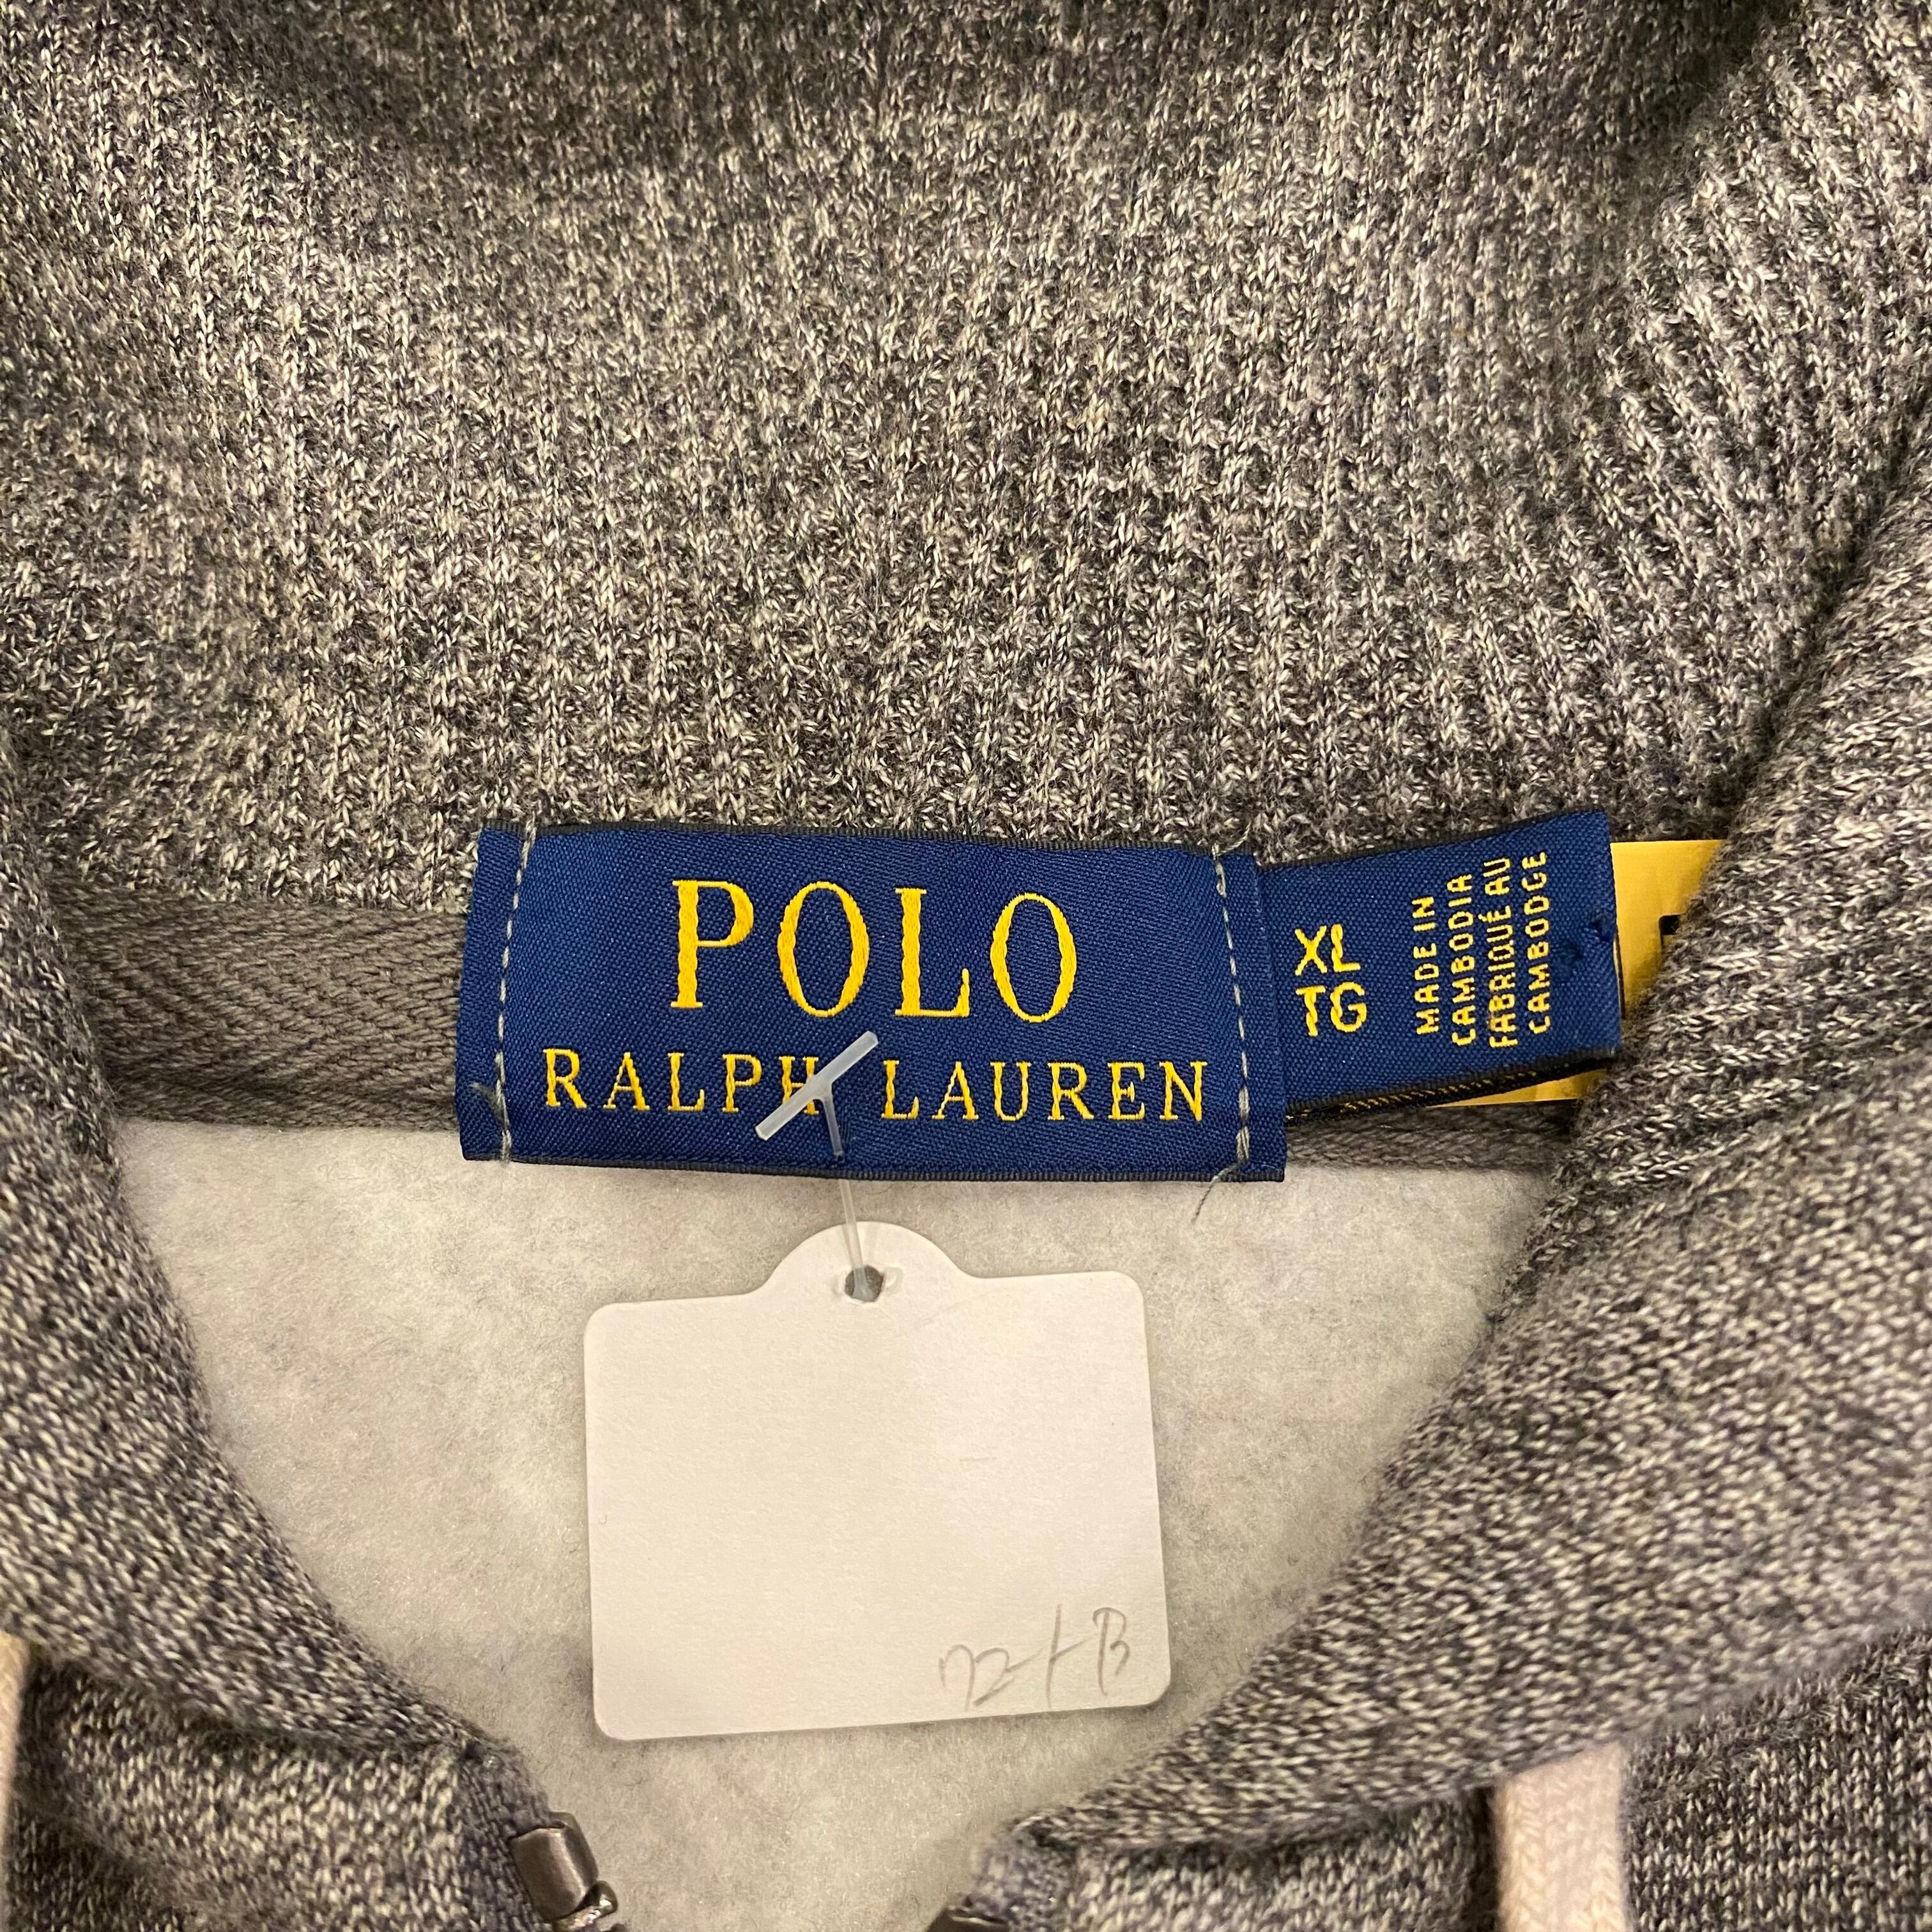 POLO
RALPH LAUREN
XL
TG
MADE IN
CAMBODIA
FABRIQUÉ AU
CAMBODGE